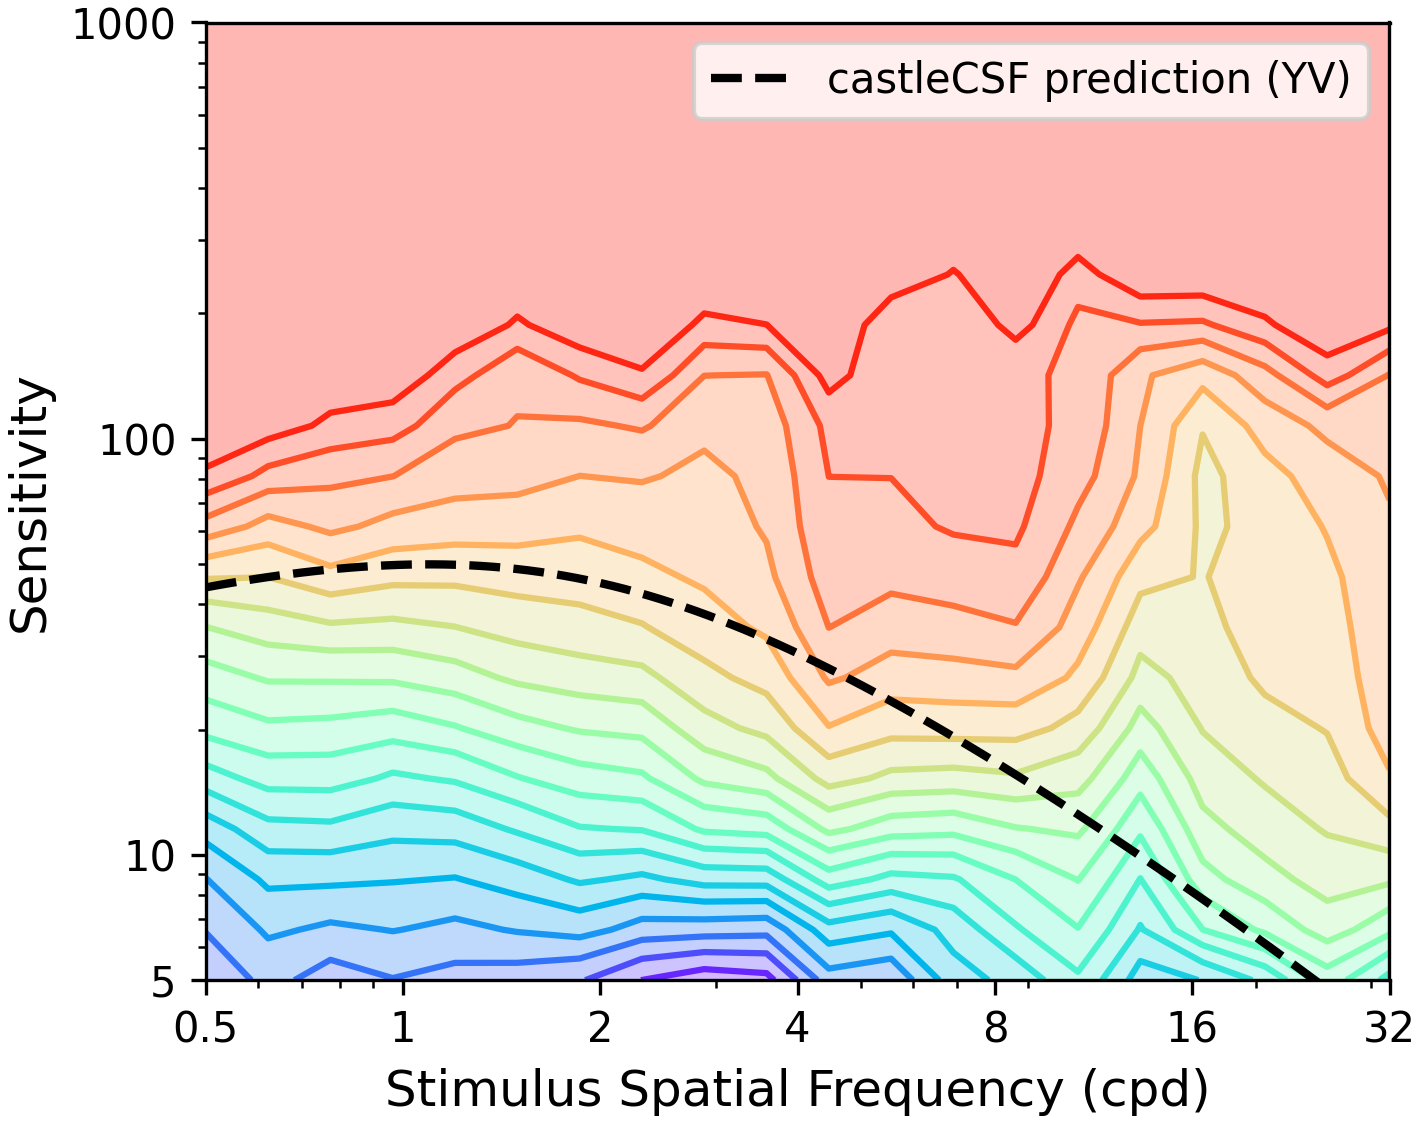 1000
castleCSF prediction (YV)
Sensitivity
100
10
5
0.5 1 2 4 8 16 32
Stimulus Spatial Frequency (cpd)